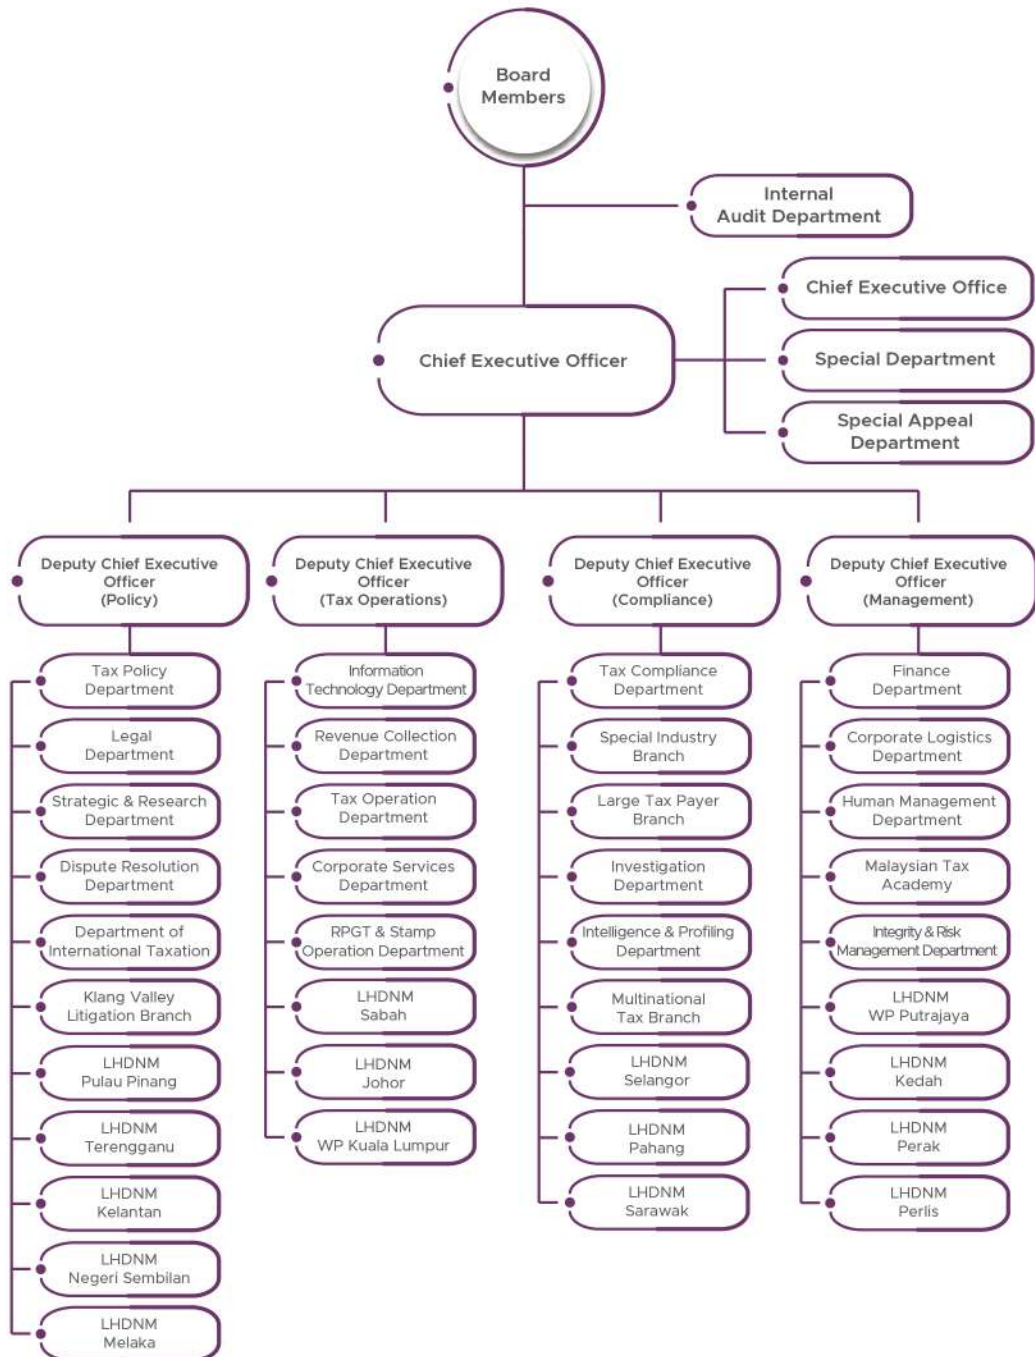 Board
Members
Internal
Audit Department
Chief Executive Office
Chief Executive Officer
Special Department
Special Appeal
Department
Deputy Chief Executive
Officer
(Policy)
Deputy Chief Executive
Officer
(Tax Operations)
Deputy Chief Executive
Officer
(Compliance)
Deputy Chief Executive
Officer
(Management)
Tax Policy
Department
Legal
Department
Strategic & Research
Department
Dispute Resolution
Department
Department of
International Taxation
Klang Valley
Litigation Branch
LHDNM
Pulau Pinang
LHDNM
Terengganu
LHDNM
Kelantan
LHDNM
Negeri Sembilan
LHDNM
Melaka
Information
Technology Department
Revenue Collection
Department
Tax Operation
Department
Corporate Services
Department
RPGT & Stamp
Operation Department
LHDNM
Sabah
LHDNM
Johor
LHDNM
WP Kuala Lumpur
Tax Compliance
Department
Special Industry
Branch
Large Tax Payer
Branch
Investigation
Department
Intelligence & Profiling
Department
Multinational
Tax Branch
LHDNM
Selangor
LHDNM
Pahang
LHDNM
Sarawak
Finance
Department
Corporate Logistics
Department
Human Management
Department
Malaysian Tax
Academy
Integrity & Risk
Management Department
LHDNM
WP Putrajaya
LHDNM
Kedah
LHDNM
Perak
LHDNM
Perlis